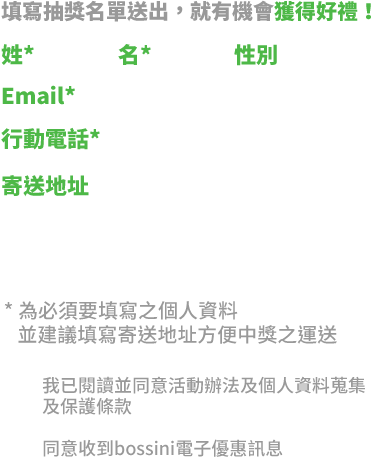 填寫抽獎名單送出，就有機會獲得好禮！
姓* 名* 性別
Email*
行動電話*
寄送地址
* 為必須要填寫之個人資料
並建議填寫寄送地址方便中獎之運送
我已閱讀並同意活動辦法及個人資料蒐集
及保護條款
同意收到bossini電子優惠訊息